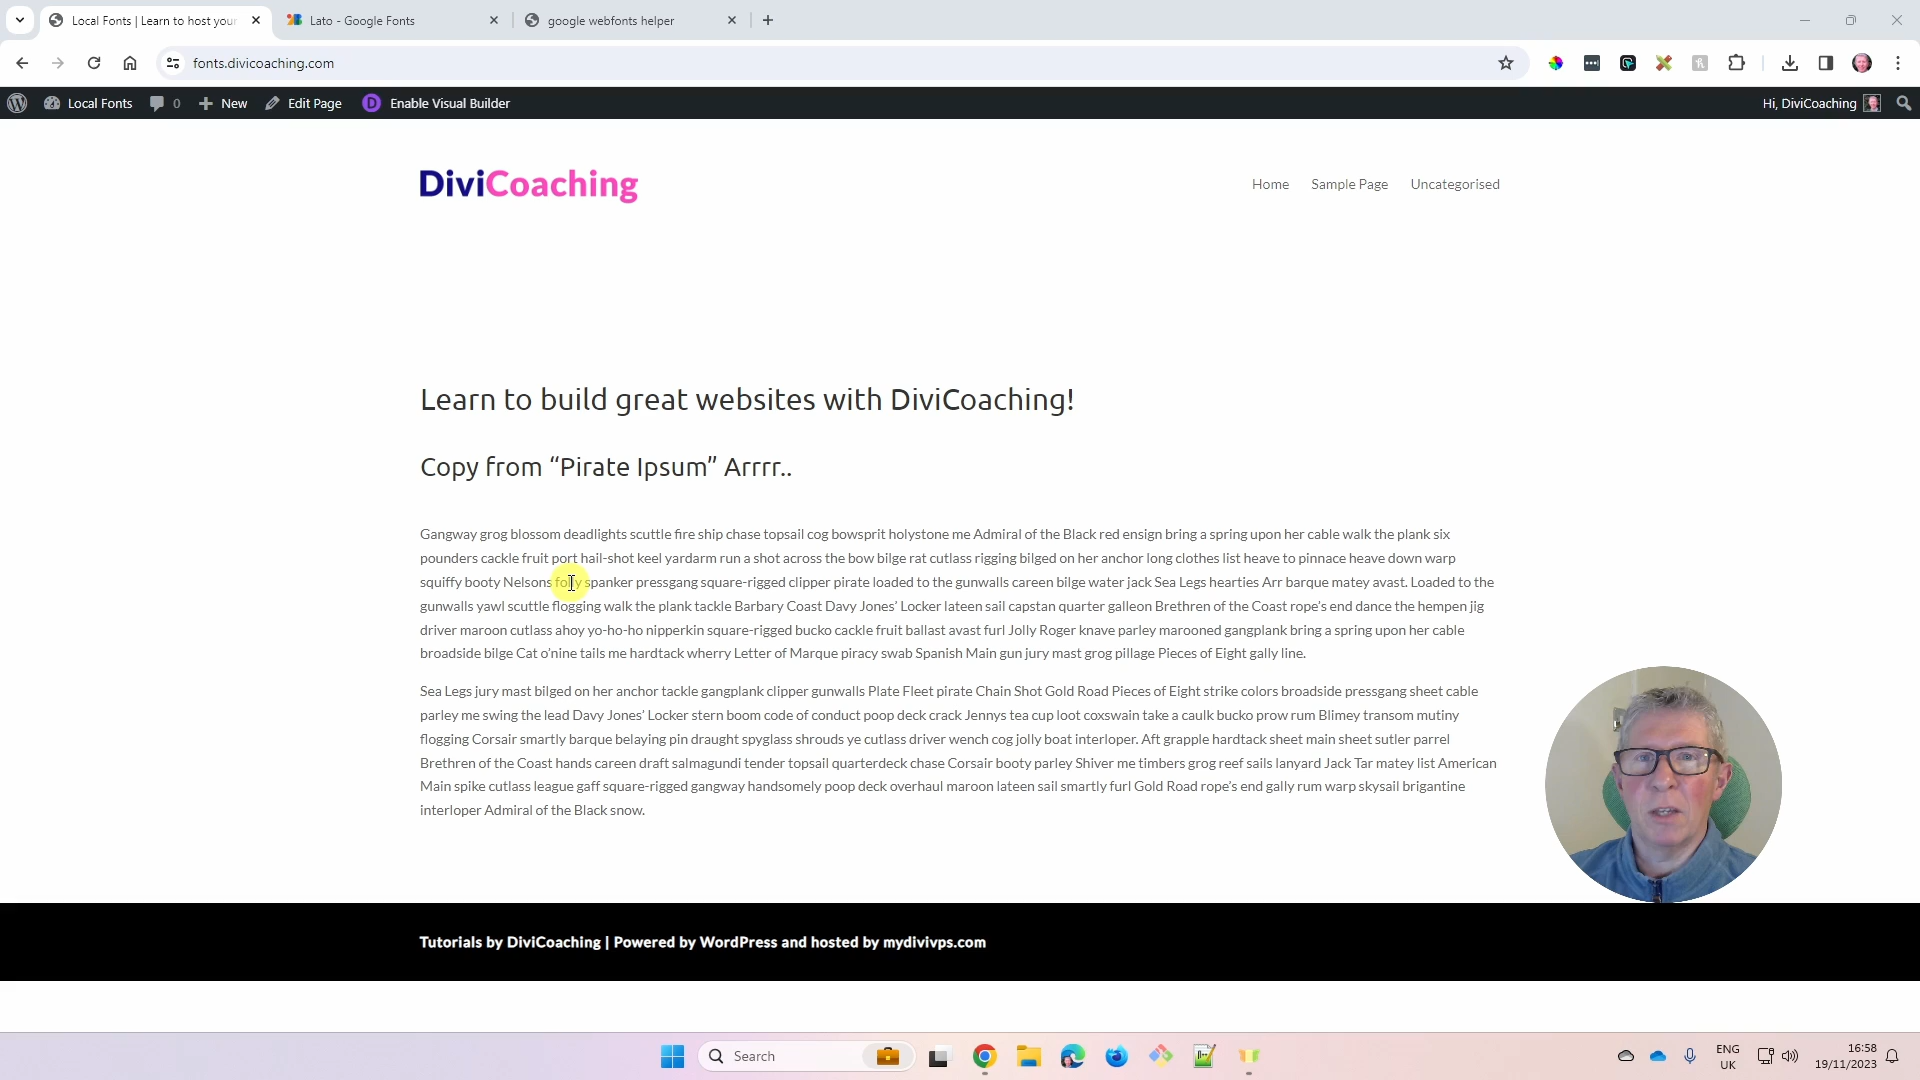 Local Fonts | Learn to host your
Lato - Google Fonts
google webfonts helper
fonts.divicoaching.com
Local Fonts
0
New
Edit Page
D
Enable Visual Builder
Hi, DiviCoaching
DiviCoaching
Home
Sample Page
Uncategorised
Learn to build great websites with DiviCoaching!
Copy from “Pirate Ipsum” Arrrr..
Gangway grog blossom deadlights scuttle fire ship chase topsail cog bowsprit holystone me Admiral of the Black red ensign bring a spring upon her cable walk the plank six
pounders cackle fruit port hail-shot keel yardarm run a shot across the bow bilge rat cutlass rigging bilged on her anchor long clothes list heave to pinnace heave down warp
squiffy booty Nelsons folly spanker pressgang square-rigged clipper pirate loaded to the gunwalls careen bilge water jack Sea Legs hearties Arr barque matey avast. Loaded to the
gunwalls yawl scuttle flogging walk the plank tackle Barbary Coast Davy Jones’ Locker lateen sail capstan quarter galleon Brethren of the Coast rope’s end dance the hempen jig
driver maroon cutlass ahoy yo-ho-ho nipperkin square-rigged bucko cackle fruit ballast avast furl Jolly Roger knave parley marooned gangplank bring a spring upon her cable
broadside bilge Cat o’nine tails me hardtack wherry Letter of Marque piracy swab Spanish Main gun jury mast grog pillage Pieces of Eight gally line.
Sea Legs jury mast bilged on her anchor tackle gangplank clipper gunwalls Plate Fleet pirate Chain Shot Gold Road Pieces of Eight strike colors broadside pressgang sheet cable
parley me swing the lead Davy Jones’ Locker stern boom code of conduct poop deck crack Jennys tea cup loot coxswain take a caulk bucko prow rum Blimey transom mutiny
flogging Corsair smartly barque belaying pin draught spyglass shrouds ye cutlass driver wench cog jolly boat interloper. Aft grapple hardtack sheet main sheet sutler parrel
Brethren of the Coast hands careen draft salmagundi tender topsail quarterdeck chase Corsair booty parley Shiver me timbers grog reef sails lanyard Jack Tar matey list American
Main spike cutlass league gaff square-rigged gangway handsomely poop deck overhaul maroon lateen sail smartly furl Gold Road rope’s end gally rum warp skysail brigantine
interloper Admiral of the Black snow.
Tutorials by DiviCoaching | Powered by WordPress and hosted by mydivivps.com
Search
ENG
UK
16:58
19/11/2023